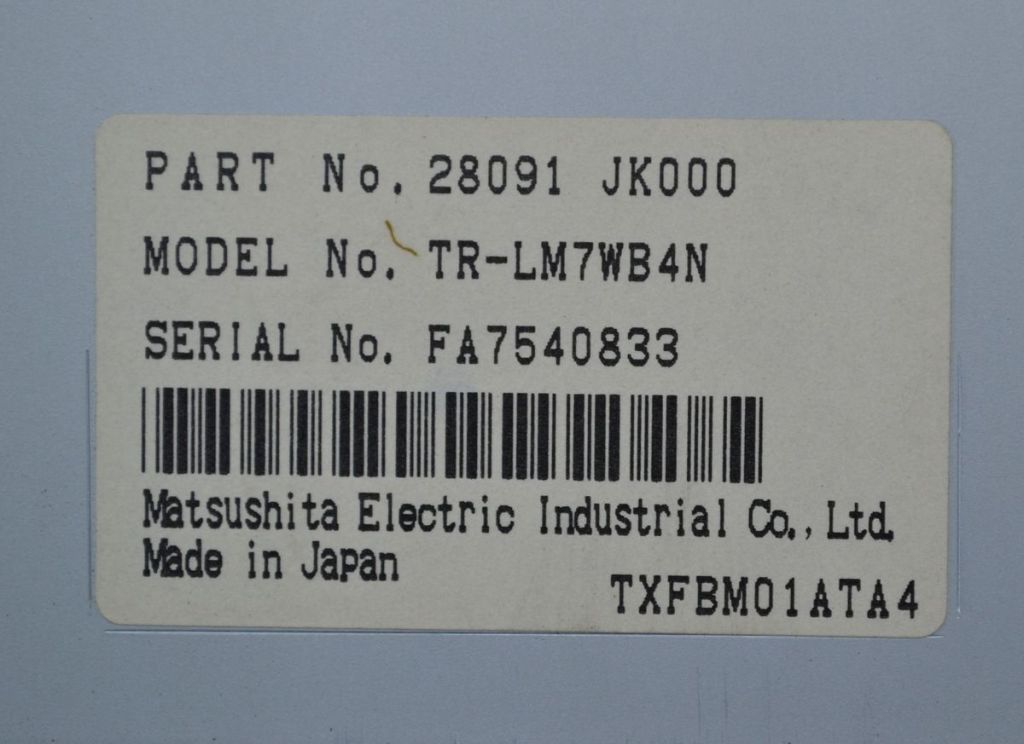 PART No. 28091 JK000
MODEL No. TR-LM7WB4N
SERIAL No. FA7540833
Matsushita Electric Industrial Co., Ltd.
Made in Japan
TXFBM01ATA4